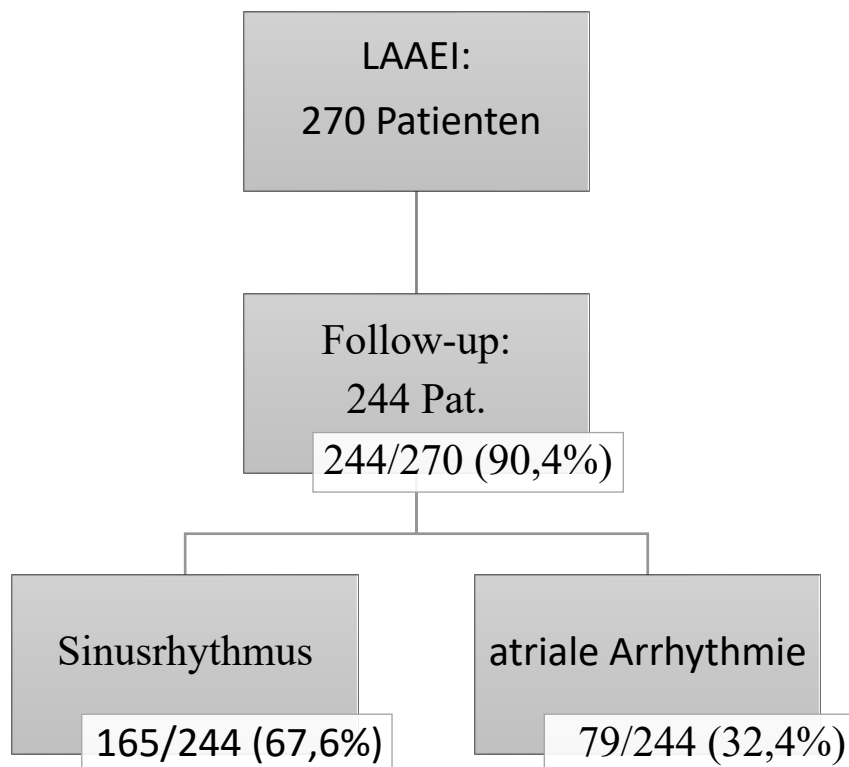 LAAEI:
270 Patienten
Follow-up:
244 Pat.
244/270 (90,4%)
Sinusrhythmus
165/244 (67,6%)
atriale Arrhythmie
79/244 (32,4%)